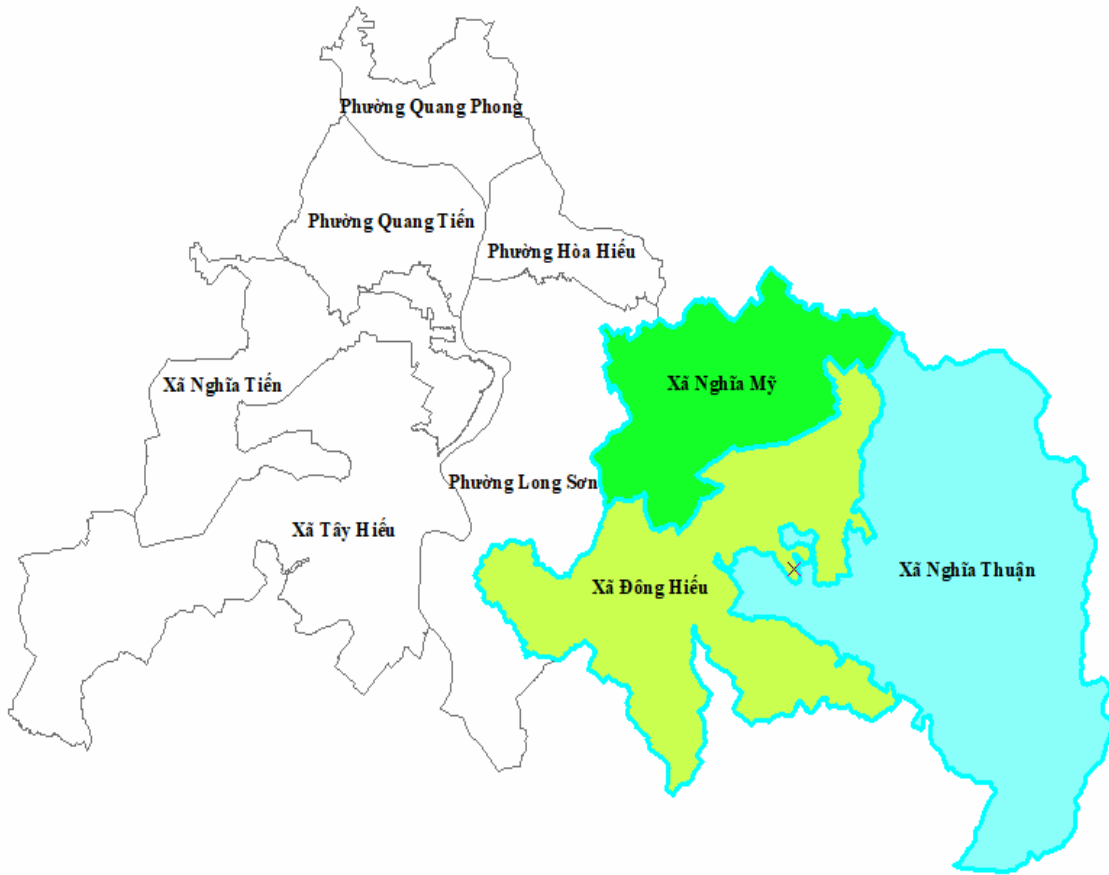 Phường Quang Phong
Phường Quang Tiến
Phường Hòa Hiếu
Xã Nghĩa Tiến
Xã Nghĩa Mỹ
Phường Long Sơn
Xã Tây Hiếu
Xã Nghĩa Thuận
Xã Đông Hiếu